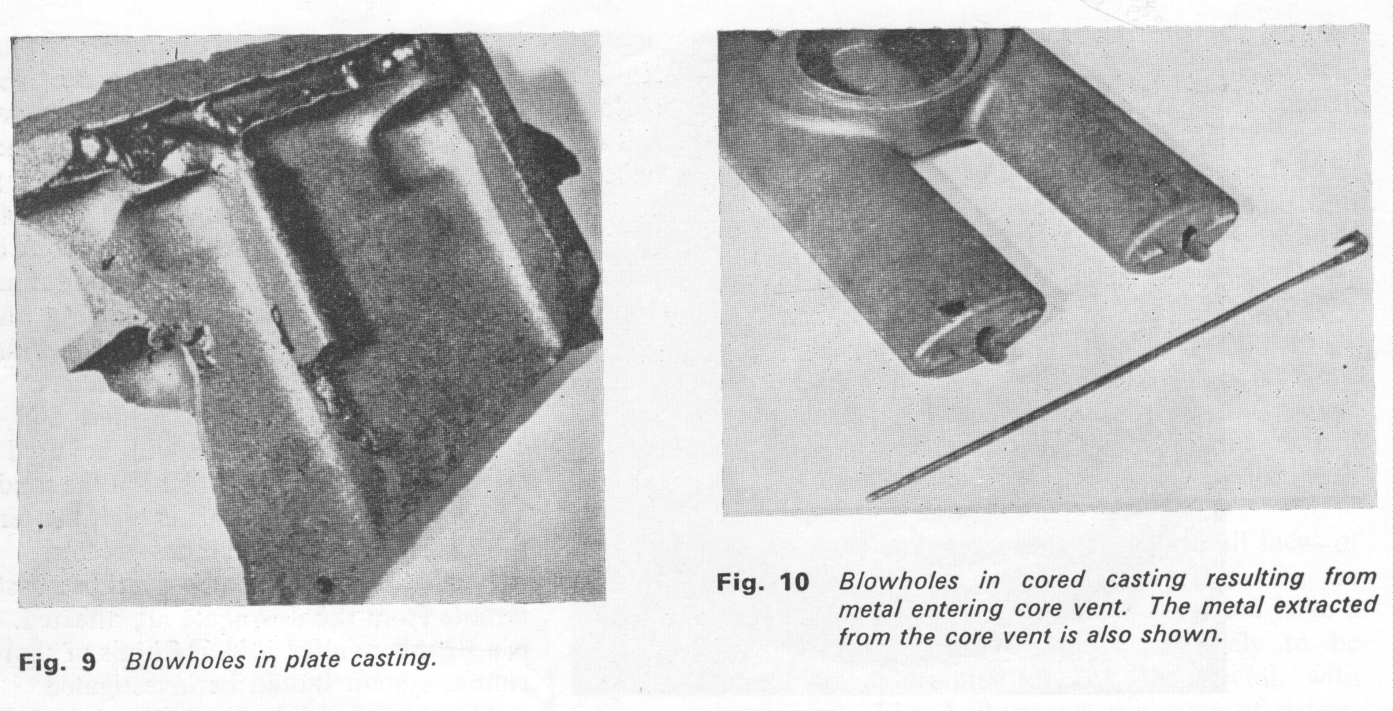 Fig. 9 Blowholes in plate casting.
Fig. 10 Blowholes in cored casting resulting from
metal entering core vent. The metal extracted
from the core vent is also shown.